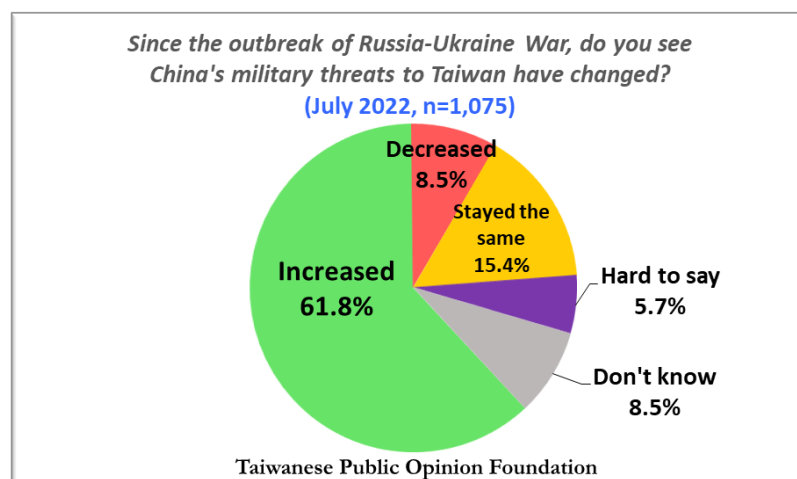 Since the outbreak of Russia-Ukraine War, do you see
China's military threats to Taiwan have changed?
(July 2022, n=1,075)
Decreased
8.5%
Stayed the
same
15.4%
Increased
61.8%
Hard to say
5.7%
Don't know
8.5%
Taiwanese Public Opinion Foundation